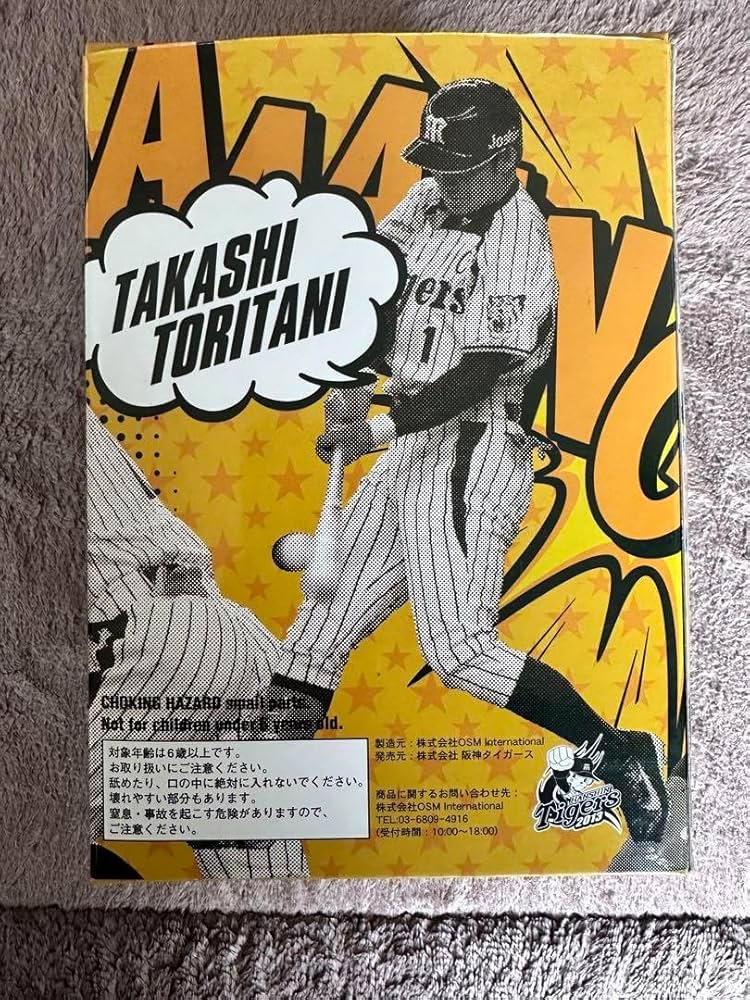 TAKASHI
TORITANI
Joshin
gers
1
CHOKING HAZARD small parts.
Not for children under 6 years old.
対象年齢は6歳以上です。
お取り扱いにご注意ください。
舐めたり、口の中に絶対に入れないでください。
壊れやすい部分もあります。
窒息・事故を起こす危険がありますので、
ご注意ください。
製造元：株式会社OSM International
発売元：株式会社 阪神タイガース
商品に関するお問い合わせ先：
株式会社OSM International
TEL:03-6809-4916
(受付時間：10:00〜18:00)
HANSHIN
Tigers
2013